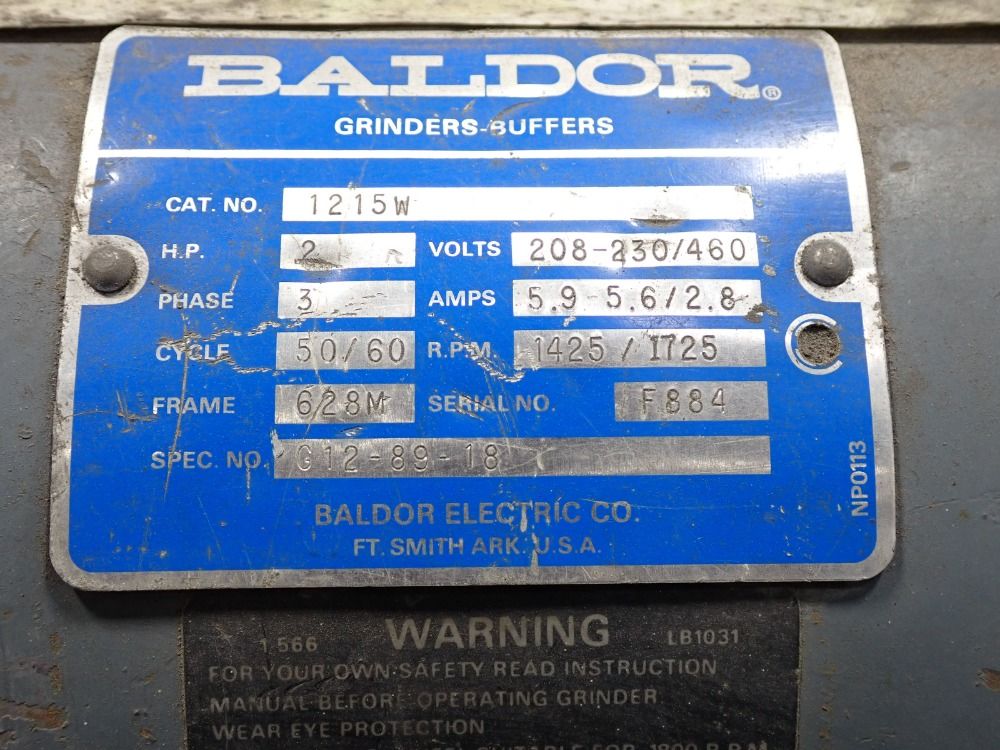 BALDOR®
GRINDERS-BUFFERS
CAT. NO. 1215W
H.P. 2 VOLTS 208-230/460
PHASE 3 AMPS 5.9-5.6/2.8
CYCLE 50/60 R.P.M. 1425/1725
FRAME 628M SERIAL NO. F884
SPEC. NO. G12-89-18
NP0113
BALDOR ELECTRIC CO.
FT. SMITH ARK. U.S.A.
1.566 WARNING LB1031
FOR YOUR OWN SAFETY READ INSTRUCTION
MANUAL BEFORE OPERATING GRINDER
WEAR EYE PROTECTION
SUITABLE FOR 1800 R.P.M.